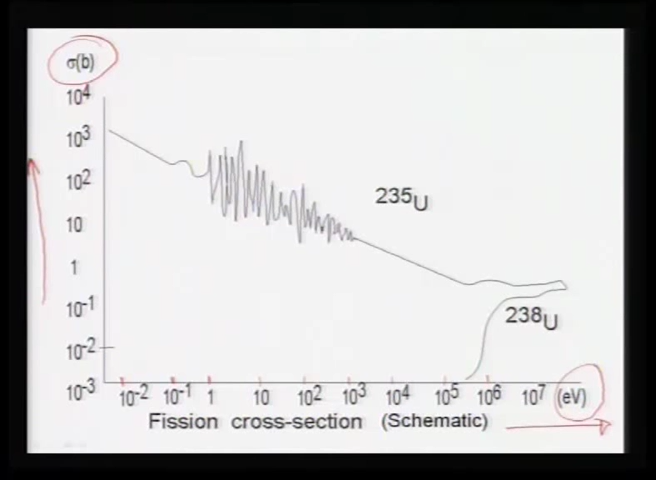 σ(b)
10⁴
10³
10²
10
1
10⁻¹
10⁻²
10⁻³
²³⁵U
²³⁸U
10⁻² 10⁻¹ 1 10 10² 10³ 10⁴ 10⁵ 10⁶ 10⁷ (eV)
Fission cross-section (Schematic)